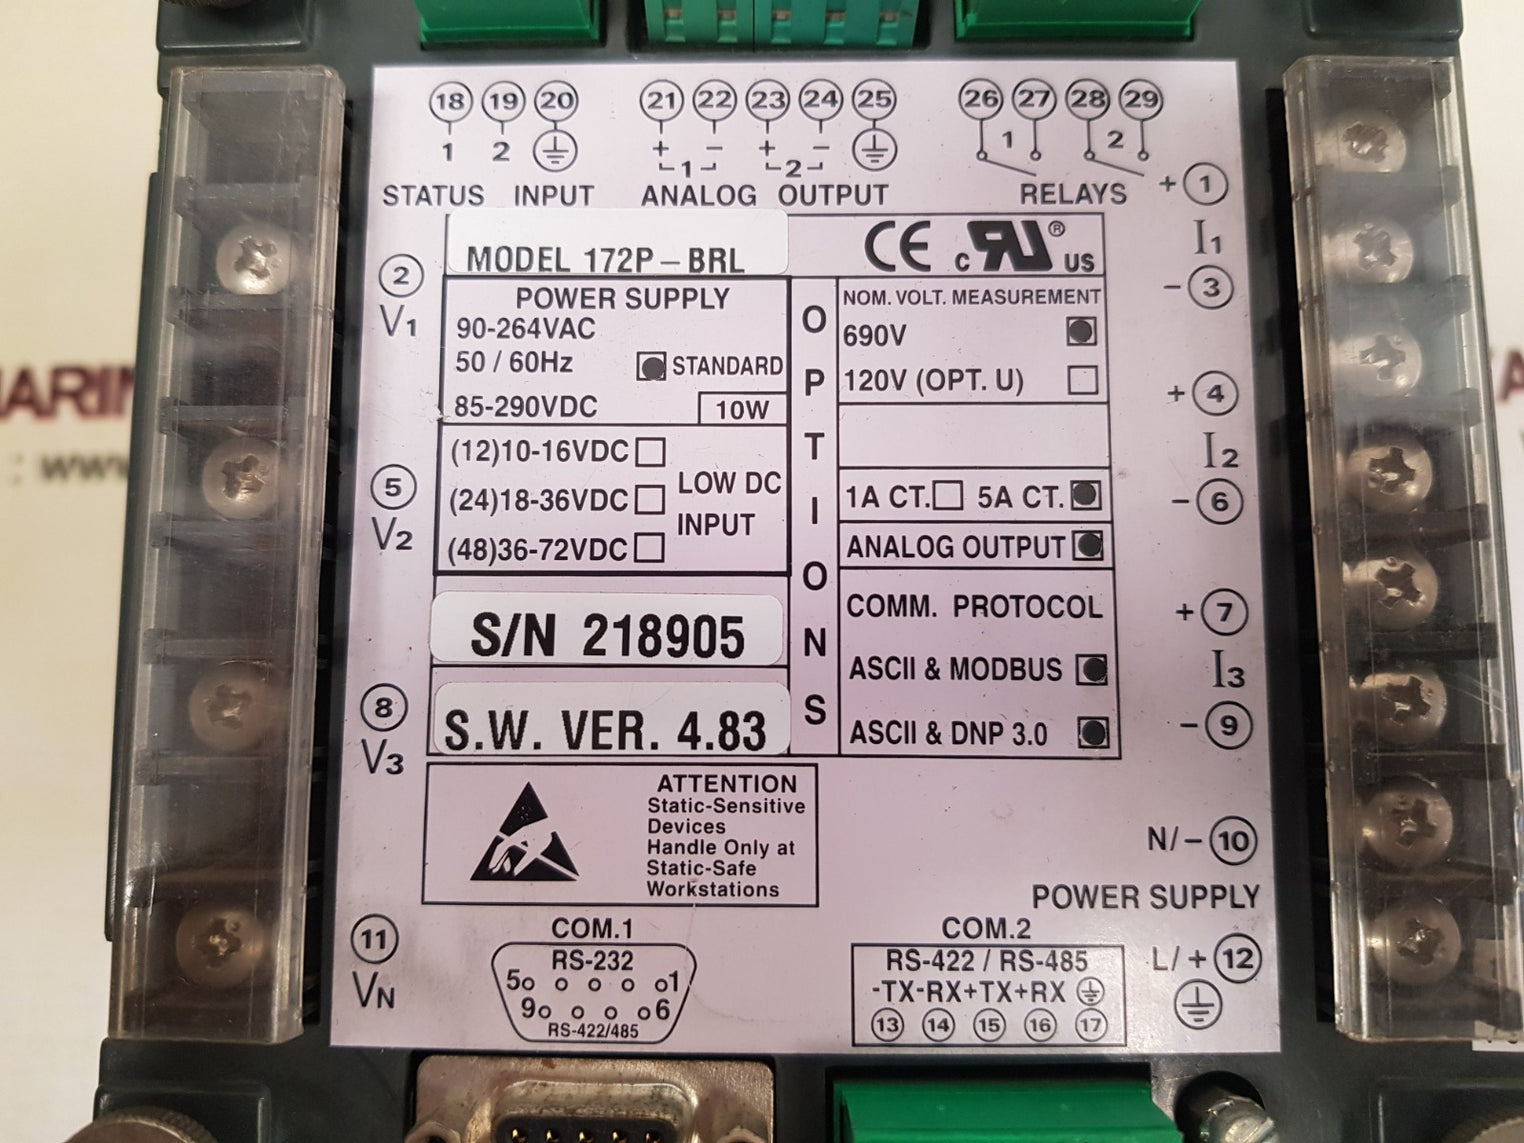 18 19 20 21 22 23 24 25 26 27 28 29
1 2 + - + - 1 2
1 2
STATUS INPUT ANALOG OUTPUT RELAYS
+ 1
I1
- 3
+ 4
I2
- 6
+ 7
I3
- 9
N/- 10
POWER SUPPLY
L/+ 12
2
V1
5
V2
8
V3
11
VN
MODEL 172P-BRL
CE c RU ® US
POWER SUPPLY
90-264VAC
50 / 60Hz STANDARD
85-290VDC 10W
(12)10-16VDC
(24)18-36VDC
(48)36-72VDC
LOW DC
INPUT
S/N 218905
S.W. VER. 4.83
OPTIONS
NOM. VOLT. MEASUREMENT
690V
120V (OPT. U)
1A CT. 5A CT.
ANALOG OUTPUT
COMM. PROTOCOL
ASCII & MODBUS
ASCII & DNP 3.0
ATTENTION
Static-Sensitive
Devices
Handle Only at
Static-Safe
Workstations
COM.1
RS-232
5 1
9 6
RS-422/485
COM.2
RS-422 / RS-485
-TX-RX+TX+RX
13 14 15 16 17